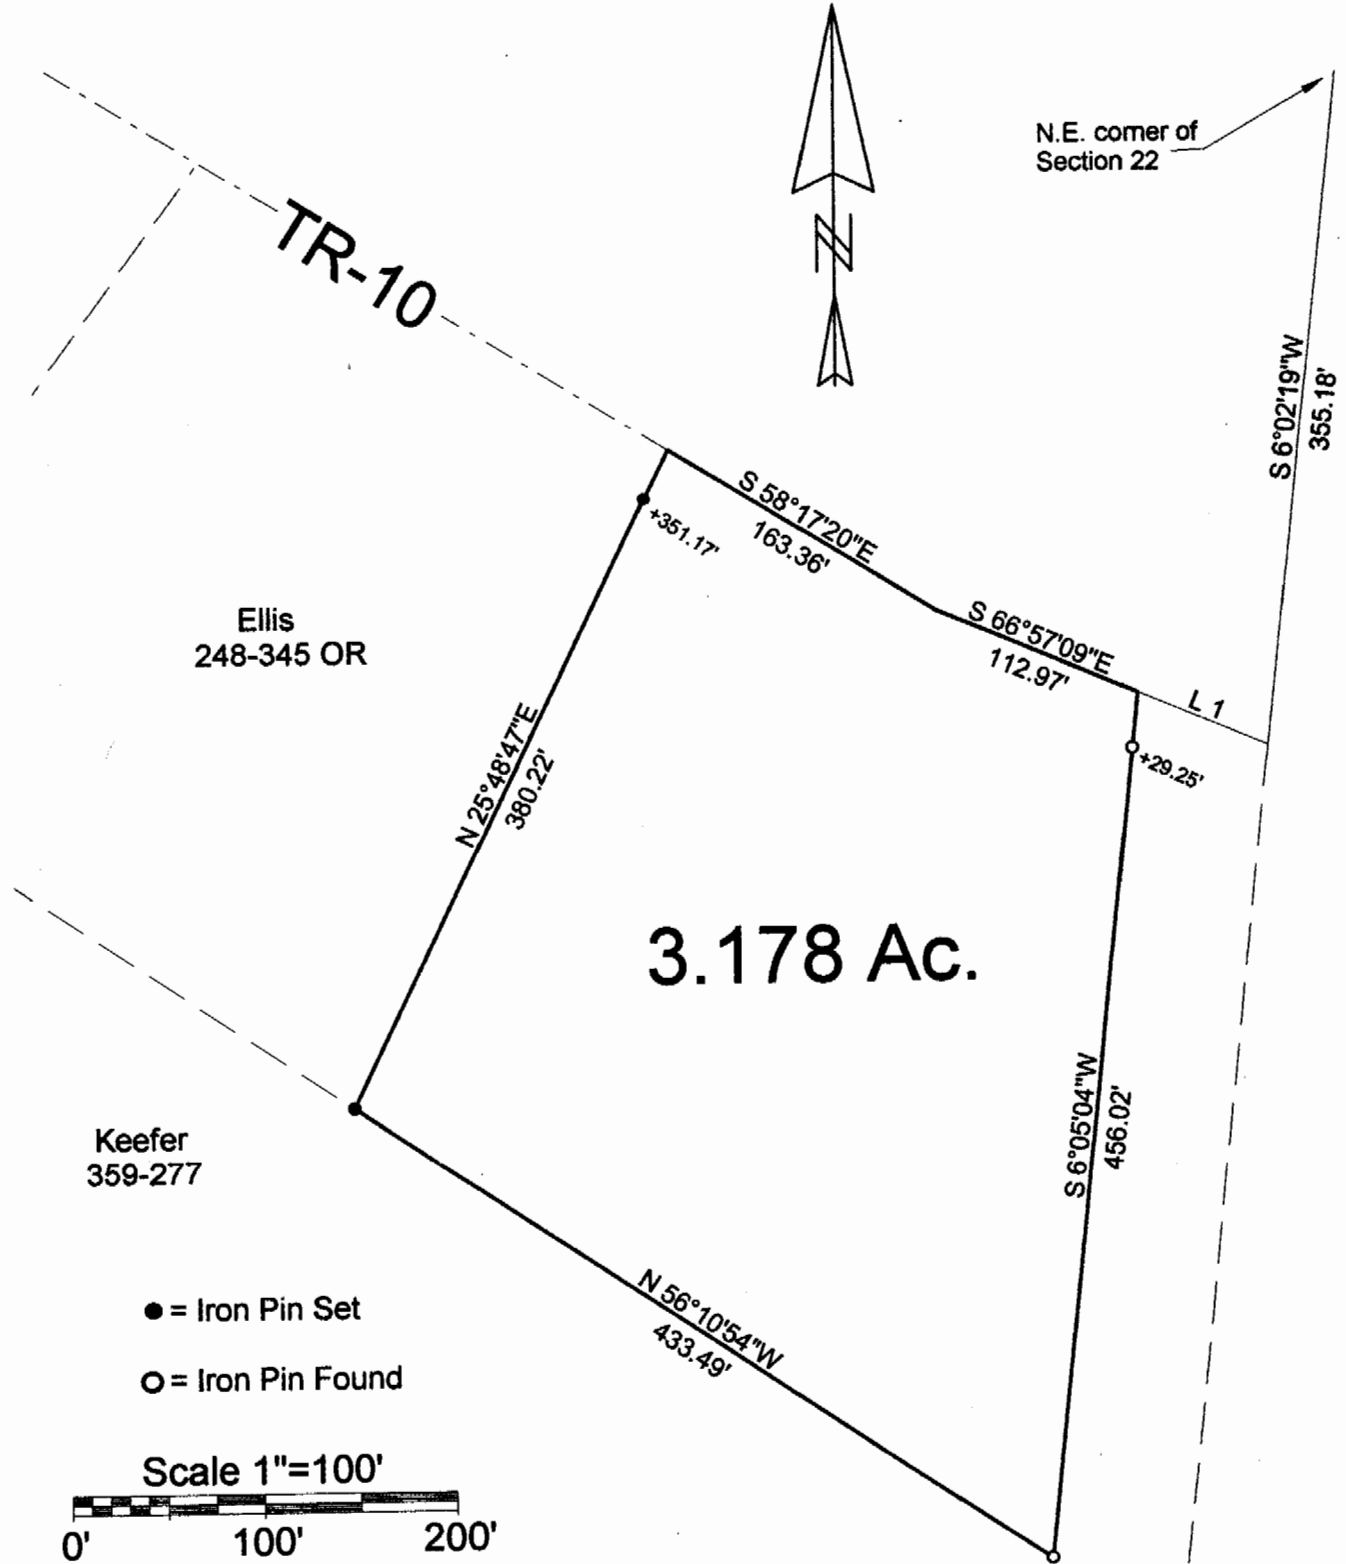 N.E. corner of
Section 22
TR-10
N
S 6°02'19"W
355.18'
S 58°17'20"E
163.36'
+351.17'
S 66°57'09"E
112.97'
L 1
+29.25'
Ellis
248-345 OR
N 25°48'47"E
380.22'
3.178 Ac.
S 6°05'04"W
456.02'
Keefer
359-277
N 56°10'54"W
433.49'
= Iron Pin Set
= Iron Pin Found
Scale 1"=100'
0' 100' 200'